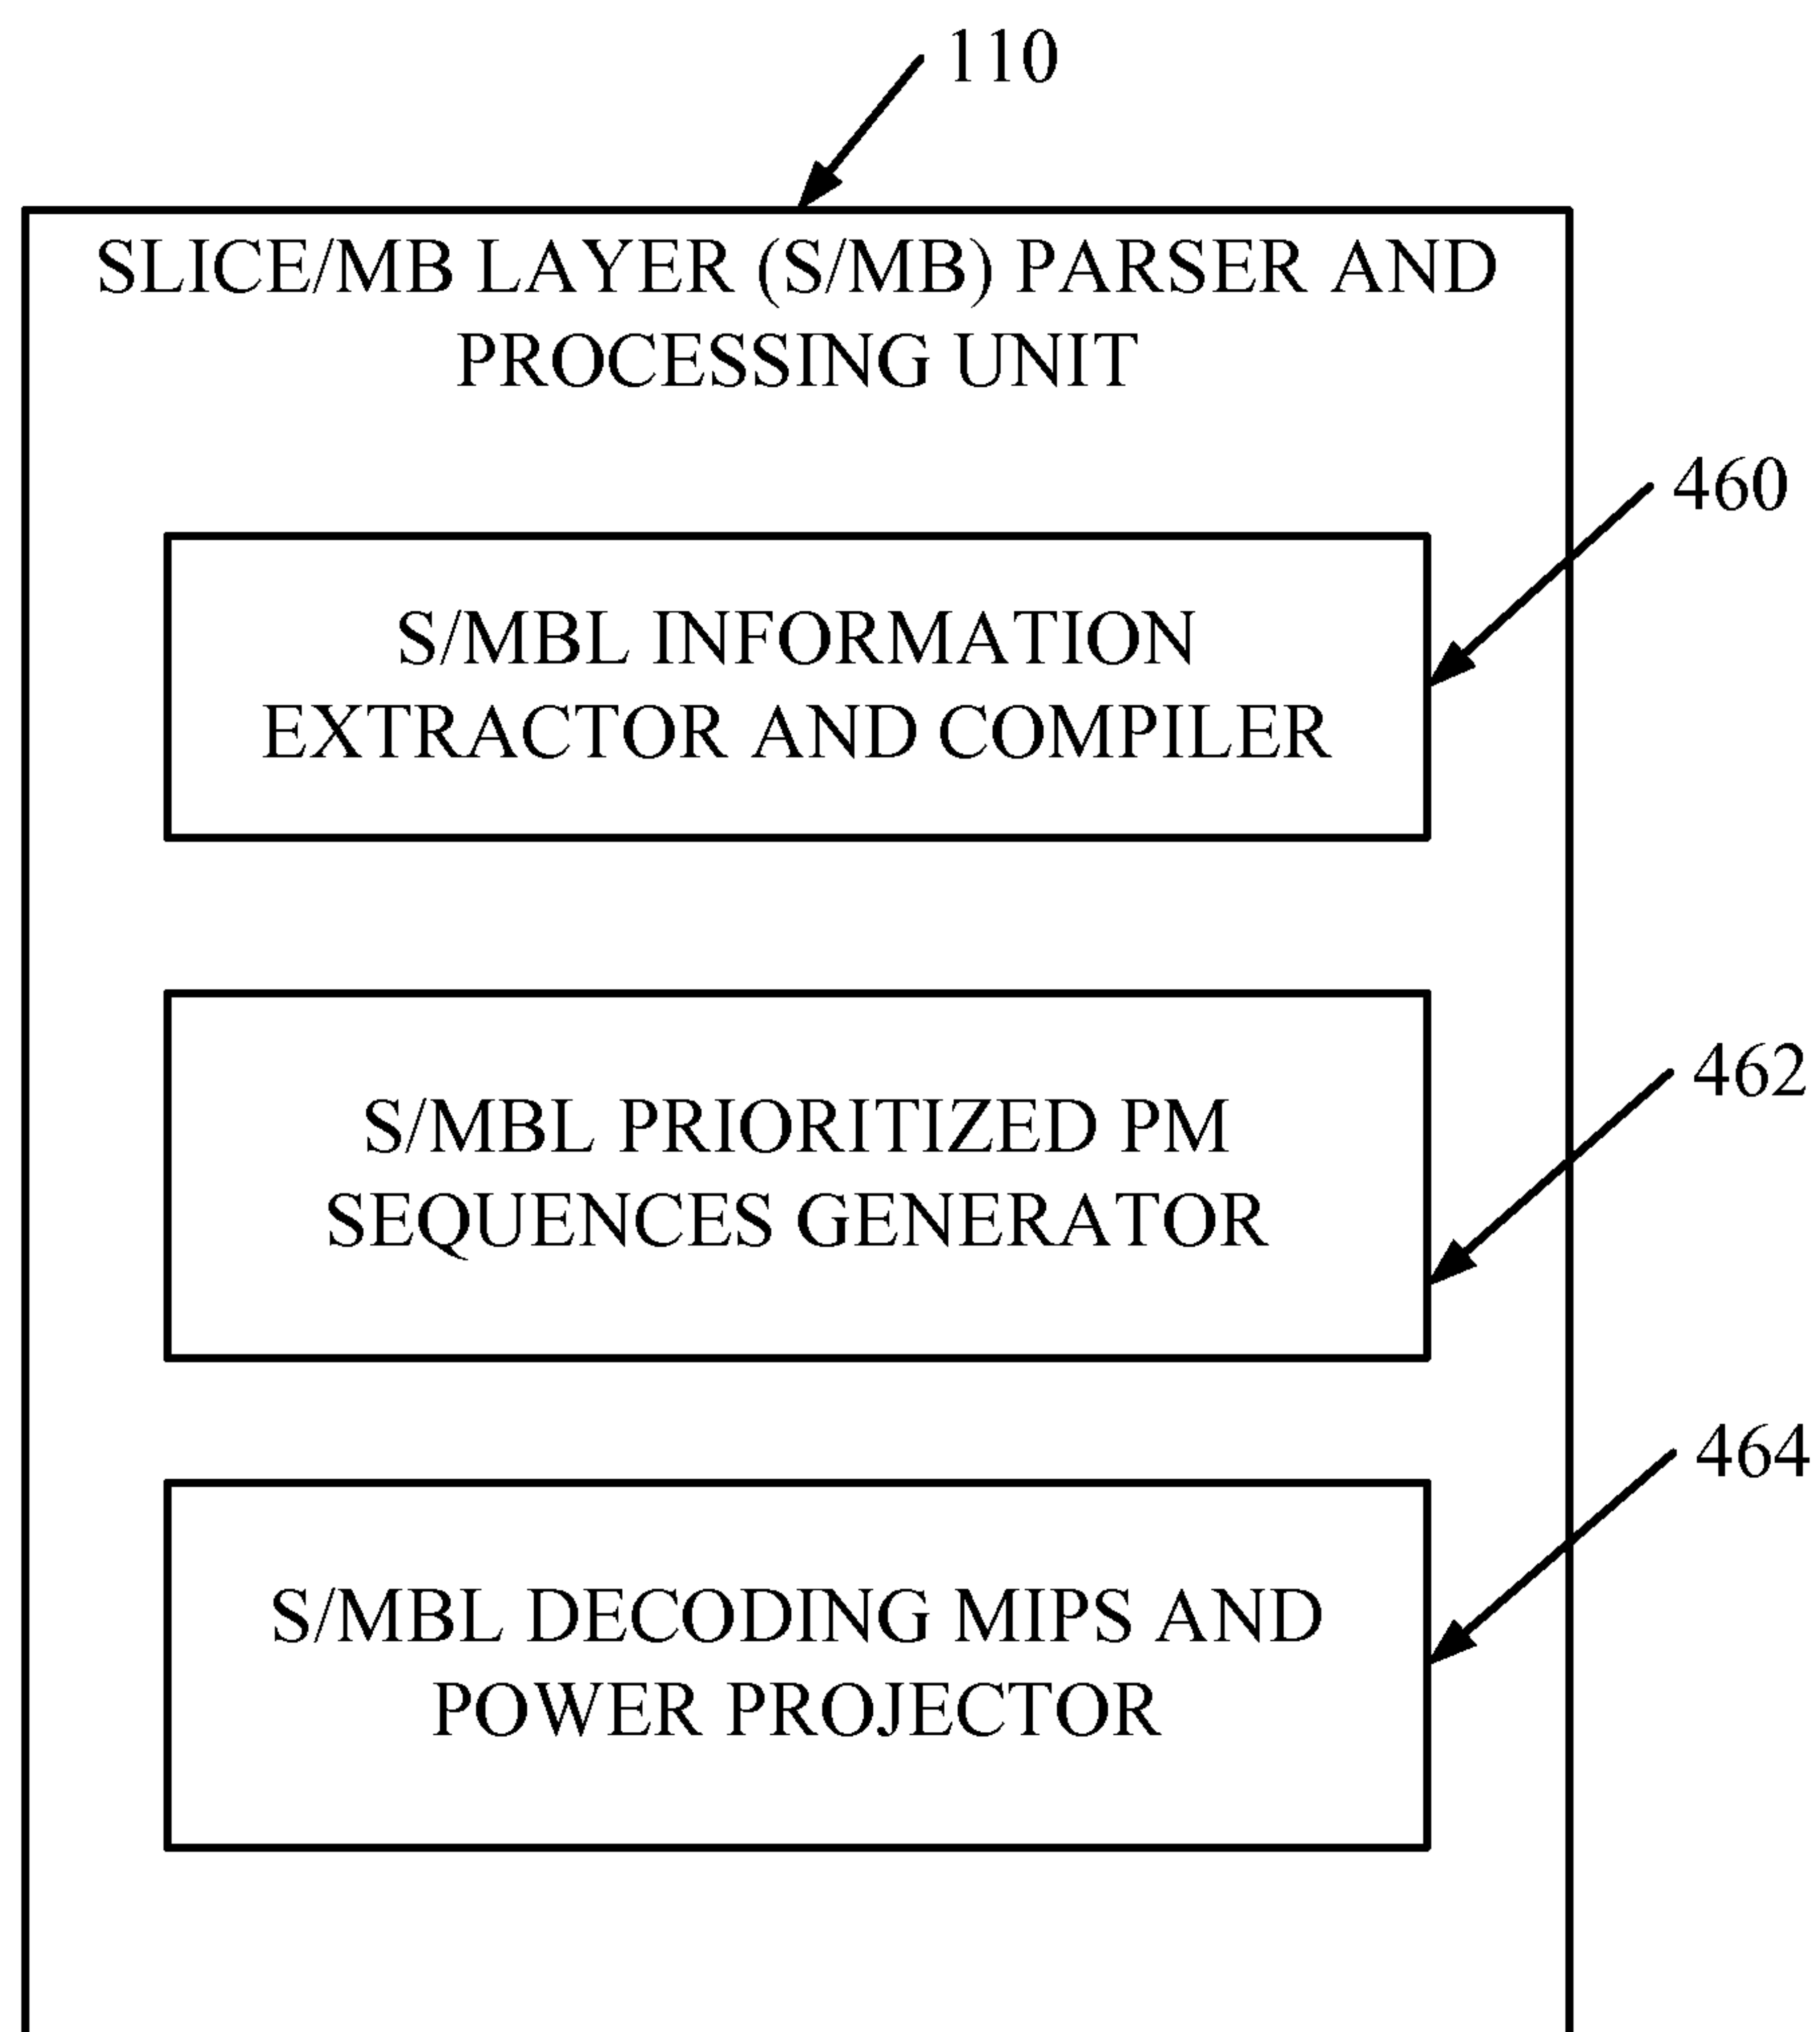 110
SLICE/MB LAYER (S/MB) PARSER AND
PROCESSING UNIT
460
S/MBL INFORMATION
EXTRACTOR AND COMPILER
462
S/MBL PRIORITIZED PM
SEQUENCES GENERATOR
464
S/MBL DECODING MIPS AND
POWER PROJECTOR